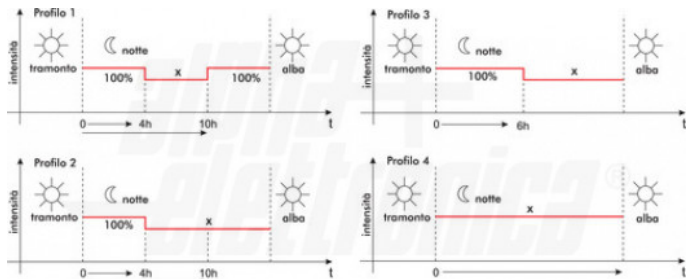 Profilo 1
intensità
tramonto
notte
100%
x
100%
alba
0
4h
10h
t
Profilo 3
intensità
tramonto
notte
100%
x
alba
0
6h
t
Profilo 2
intensità
tramonto
notte
100%
x
alba
0
4h
10h
t
Profilo 4
intensità
tramonto
notte
x
alba
0
t
alpha
elettronica®